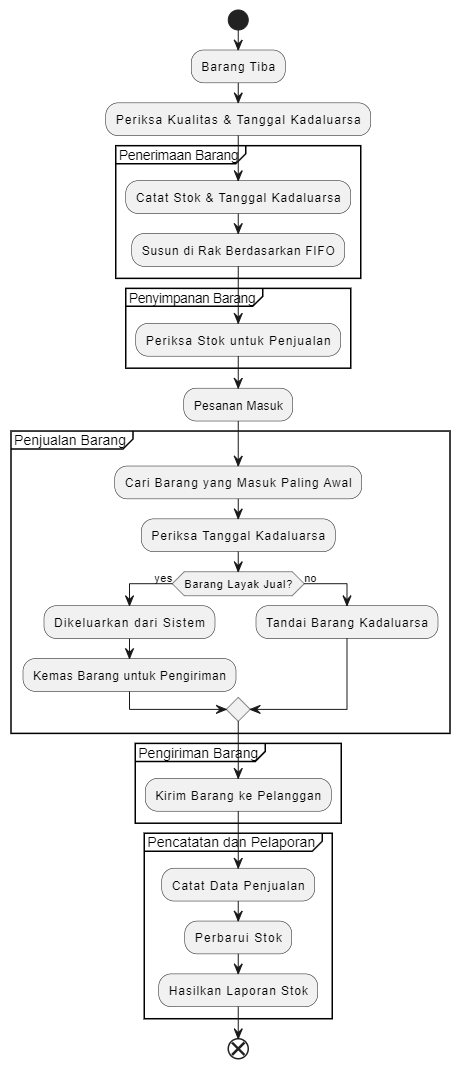 Barang Tiba
Periksa Kualitas & Tanggal Kadaluarsa
Penerimaan Barang
Catat Stok & Tanggal Kadaluarsa
Susun di Rak Berdasarkan FIFO
Penyimpanan Barang
Periksa Stok untuk Penjualan
Pesanan Masuk
Penjualan Barang
Cari Barang yang Masuk Paling Awal
Periksa Tanggal Kadaluarsa
yes
Barang Layak Jual?
no
Dikeluarkan dari Sistem
Tandai Barang Kadaluarsa
Kemas Barang untuk Pengiriman
Pengiriman Barang
Kirim Barang ke Pelanggan
Pencatatan dan Pelaporan
Catat Data Penjualan
Perbarui Stok
Hasilkan Laporan Stok